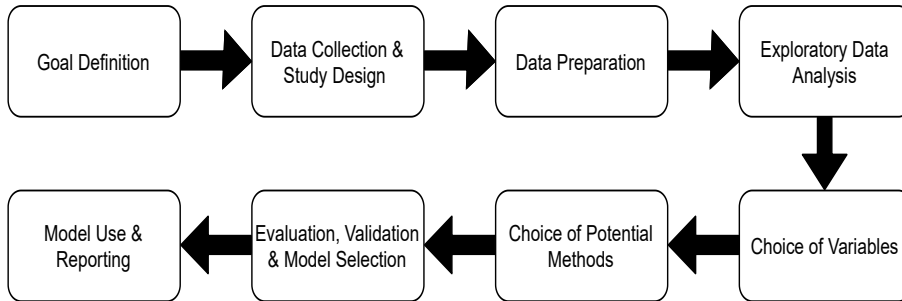 Goal Definition
Data Collection &
Study Design
Data Preparation
Exploratory Data
Analysis
Choice of Variables
Choice of Potential
Methods
Evaluation, Validation
& Model Selection
Model Use &
Reporting